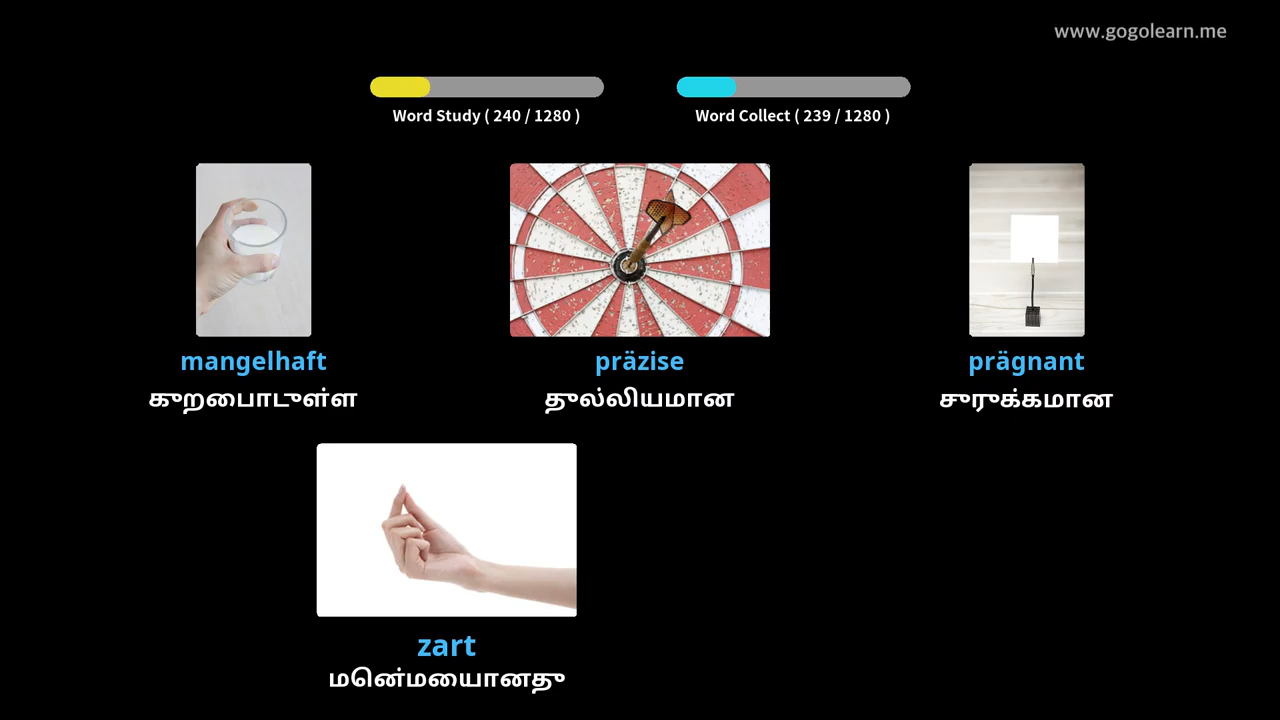 www.gogolearn.me
Word Study ( 240 / 1280 )
Word Collect ( 239 / 1280 )
mangelhaft
präzise
prägnant
குறைபாடுள்ள
துல்லியமான
சுருக்கமான
zart
மென்மையானது